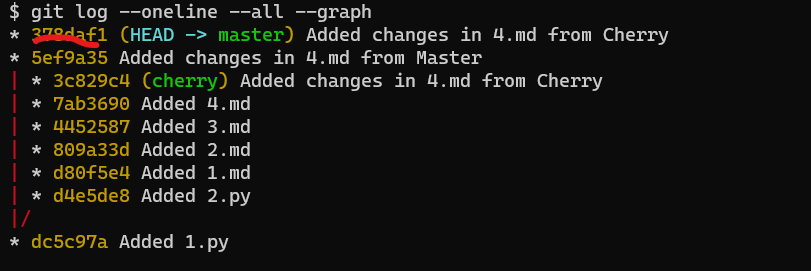 $ git log --oneline --all --graph
* 378daf1 (HEAD -> master) Added changes in 4.md from Cherry
* 5ef9a35 Added changes in 4.md from Master
| * 3c829c4 (cherry) Added changes in 4.md from Cherry
| * 7ab3690 Added 4.md
| * 4452587 Added 3.md
| * 809a33d Added 2.md
| * d80f5e4 Added 1.md
| * d4e5de8 Added 2.py
|/
* dc5c97a Added 1.py